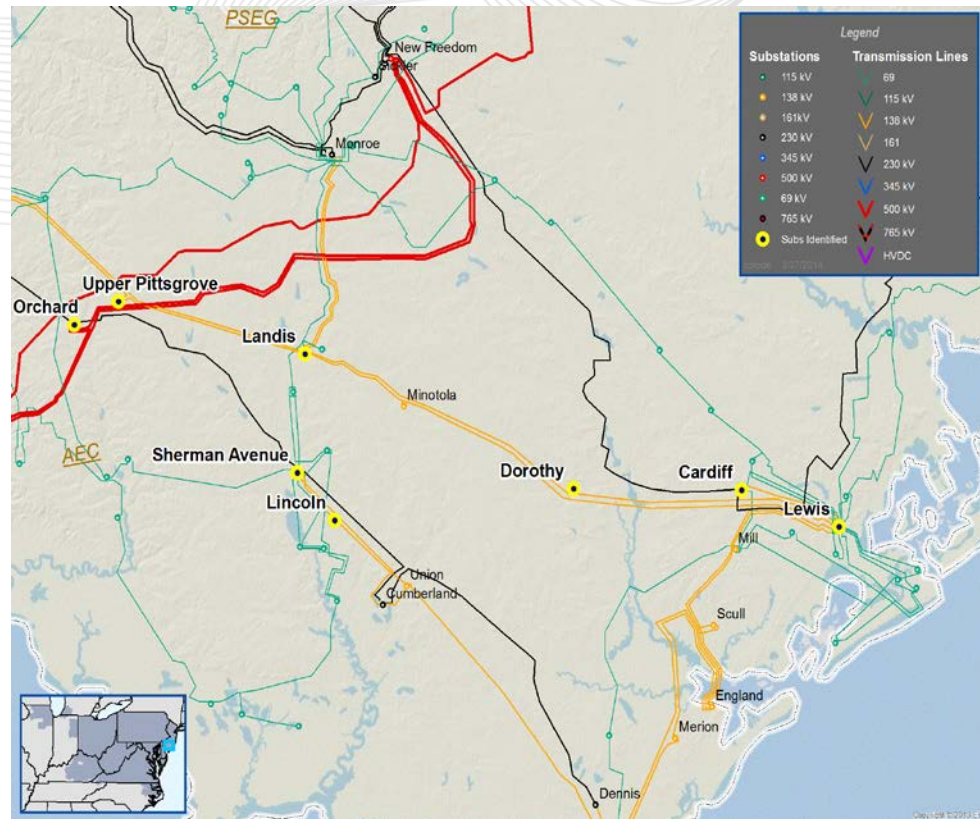 PSEG
New Freedom
Monroe
Upper Pittsgrove
Orchard
Landis
Minotola
AEC
Sherman Avenue
Dorothy
Cardiff
Lincoln
Lewis
Mill
Union
Cumberland
Scull
England
Merion
Dennis
Legend
Substations
115 kV
138 kV
161kV
230 kV
345 kV
500 kV
69 kV
765 kV
Subs Identified
Transmission Lines
69
115 kV
138 kV
161
230 kV
345 kV
500 kV
765 kV
HVDC